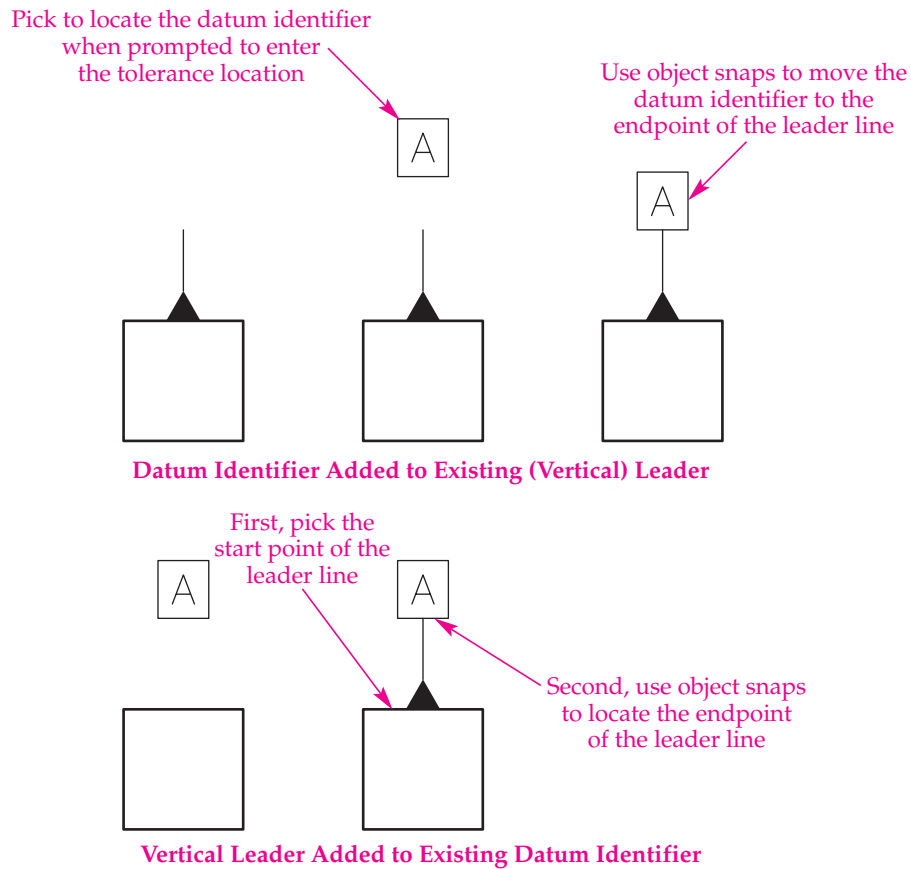 Pick to locate the datum identifier
when prompted to enter
the tolerance location
Use object snaps to move the
datum identifier to the
endpoint of the leader line
A
A
Datum Identifier Added to Existing (Vertical) Leader
First, pick the
start point of the
leader line
A
A
Second, use object snaps
to locate the endpoint
of the leader line
Vertical Leader Added to Existing Datum Identifier